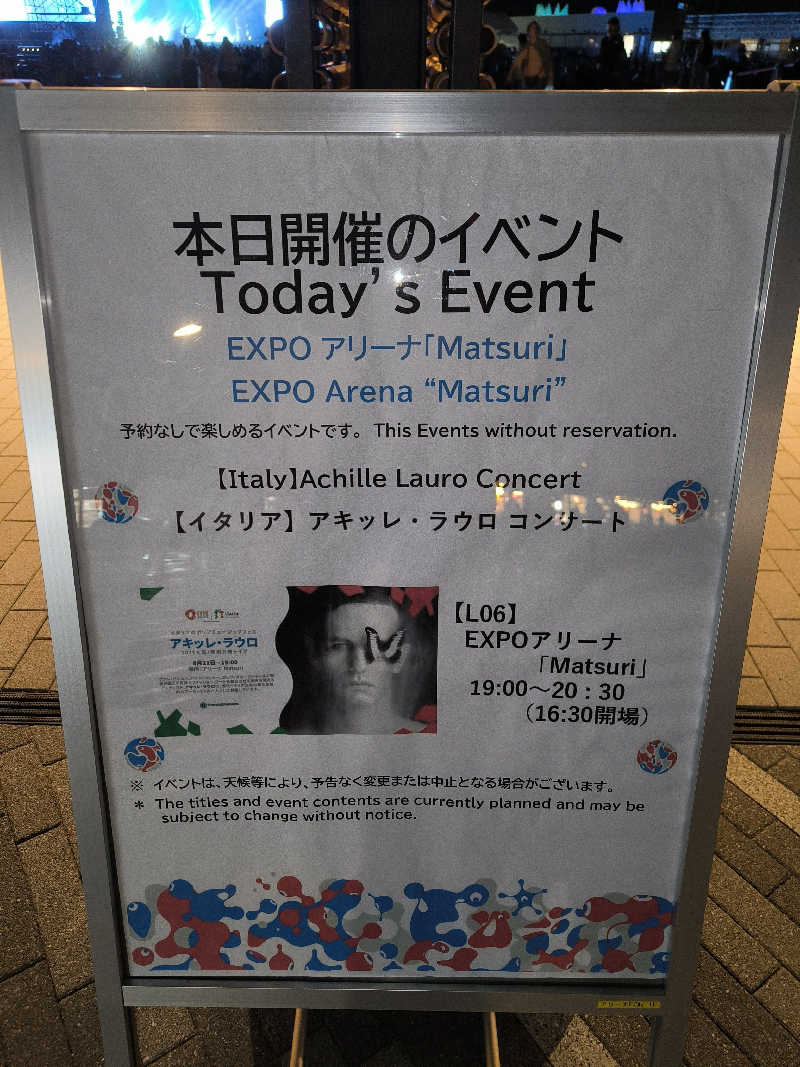 本日開催のイベント
Today's Event
EXPO アリーナ「Matsuri」
EXPO Arena “Matsuri”
予約なしで楽しめるイベントです。 This Events without reservation.
【Italy】Achille Lauro Concert
【イタリア】アキッレ・ラウロ コンサート
アキッレ・ラウロ
【L06】
EXPOアリーナ
「Matsuri」
19:00～20：30
（16:30開場）
※ イベントは、天候等により、予告なく変更または中止となる場合がございます。
* The titles and event contents are currently planned and may be
subject to change without notice.